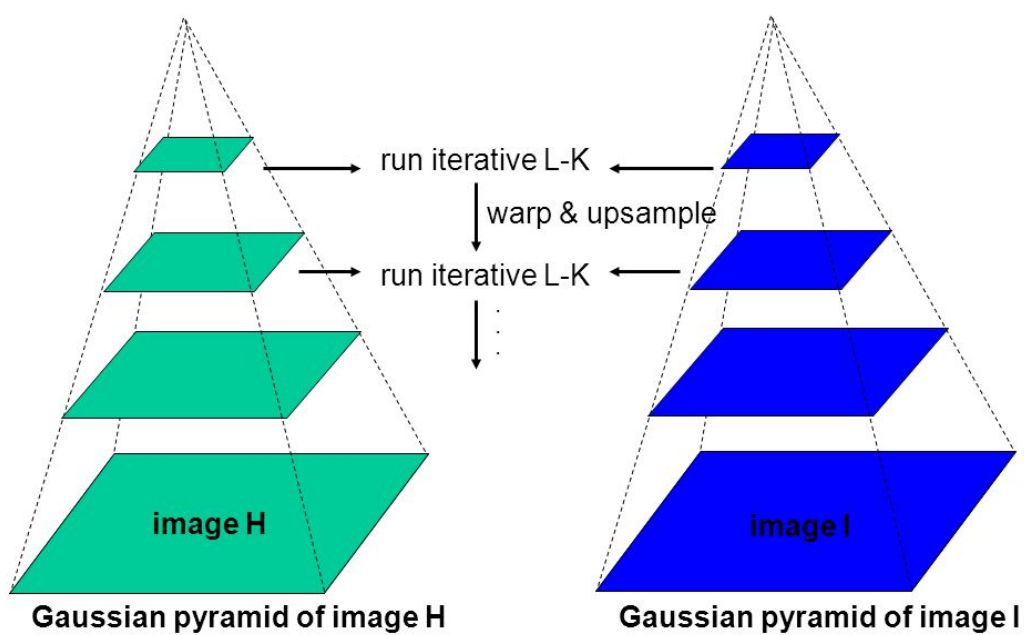 run iterative L-K
warp & upsample
run iterative L-K
.
.
.
image H
image I
Gaussian pyramid of image H
Gaussian pyramid of image I